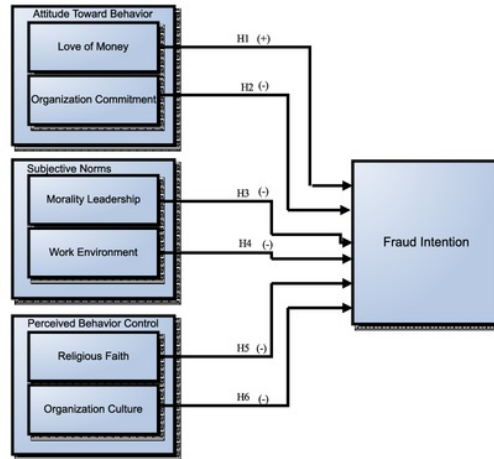 Attitude Toward Behavior
Love of Money
H1 (+)
Organization Commitment
H2 (-)
Subjective Norms
Morality Leadership
H3 (-)
Work Environment
H4 (-)
Fraud Intention
Perceived Behavior Control
Religious Faith
H5 (-)
Organization Culture
H6 (-)